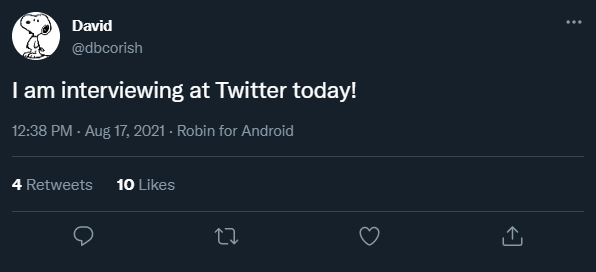 David
@dbcorish
I am interviewing at Twitter today!
12:38 PM · Aug 17, 2021 · Robin for Android
4 Retweets 10 Likes